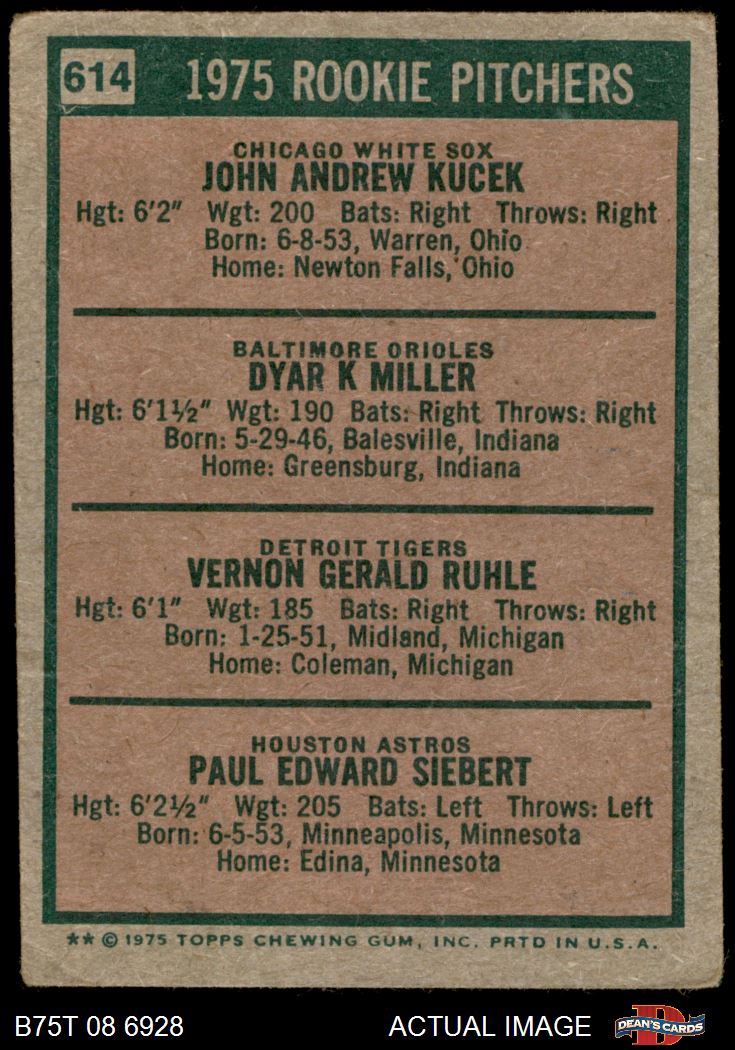 614
1975 ROOKIE PITCHERS
CHICAGO WHITE SOX
JOHN ANDREW KUCEK
Hgt: 6'2" Wgt: 200 Bats: Right Throws: Right
Born: 6-8-53, Warren, Ohio
Home: Newton Falls, Ohio
BALTIMORE ORIOLES
DYAR K MILLER
Hgt: 6'1½" Wgt: 190 Bats: Right Throws: Right
Born: 5-29-46, Balesville, Indiana
Home: Greensburg, Indiana
DETROIT TIGERS
VERNON GERALD RUHLE
Hgt: 6'1" Wgt: 185 Bats: Right Throws: Right
Born: 1-25-51, Midland, Michigan
Home: Coleman, Michigan
HOUSTON ASTROS
PAUL EDWARD SIEBERT
Hgt: 6'2½" Wgt: 205 Bats: Left Throws: Left
Born: 6-5-53, Minneapolis, Minnesota
Home: Edina, Minnesota
** © 1975 TOPPS CHEWING GUM, INC. PRTD IN U.S.A.
B75T 08 6928 ACTUAL IMAGE DEAN'S CARDS